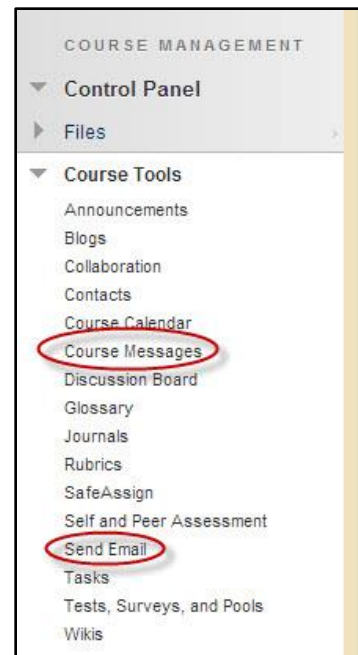 COURSE MANAGEMENT
Control Panel
Files
Course Tools
Announcements
Blogs
Collaboration
Contacts
Course Calendar
Course Messages
Discussion Board
Glossary
Journals
Rubrics
SafeAssign
Self and Peer Assessment
Send Email
Tasks
Tests, Surveys, and Pools
Wikis